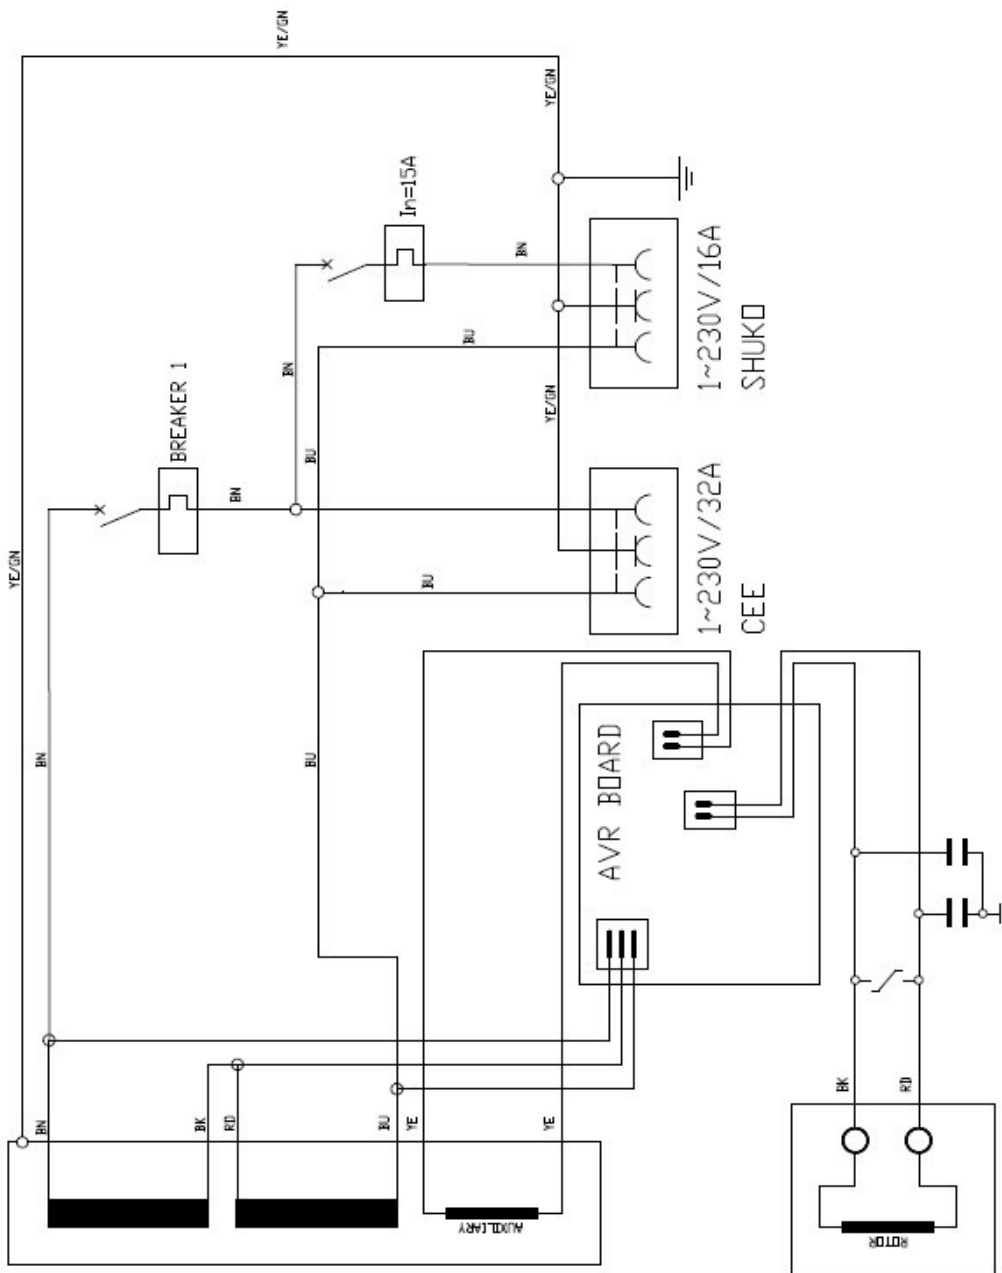 YE/GN
YE/GN
In=15A
BN
BU
BN
BREAKER 1
1~230V/16A
SHUKO
YE/GN
BU
BN
YE/GN
BU
1~230V/32A
CEE
BN
BU
AVR BOARD
BK
RD
BN
BK
RD
BU
YE
YE
AUXILIARY
ROTOR